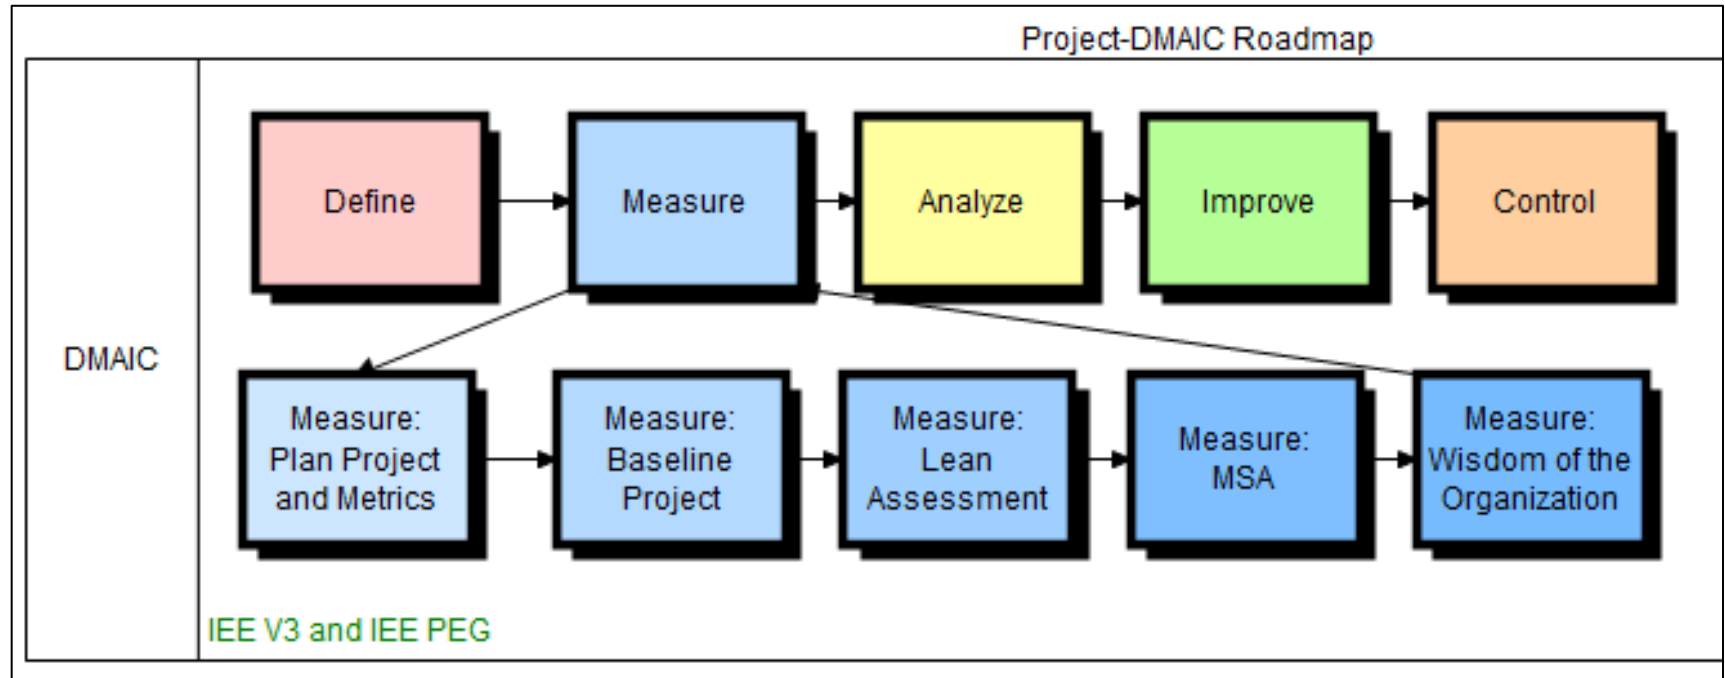 Project-DMAIC Roadmap
DMAIC
Define
Measure
Analyze
Improve
Control
Measure:
Plan Project
and Metrics
Measure:
Baseline
Project
Measure:
Lean
Assessment
Measure:
MSA
Measure:
Wisdom of the
Organization
IEE V3 and IEE PEG